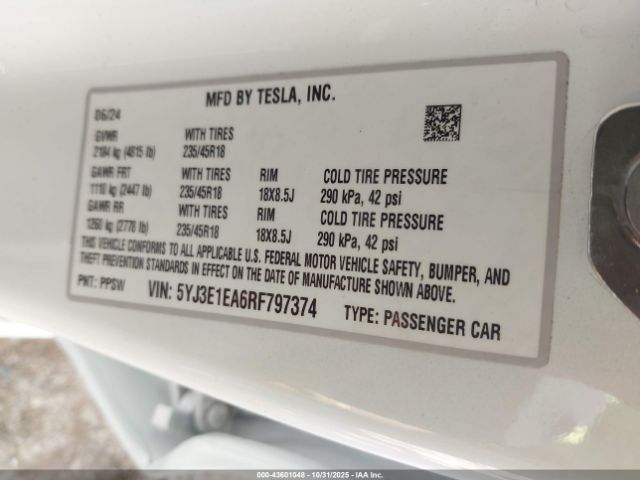 MFD BY TESLA, INC.
06/24
GVWR WITH TIRES
2184 kg (4815 lb) 235/45R18
GAWR FRT WITH TIRES RIM COLD TIRE PRESSURE
1110 kg (2447 lb) 235/45R18 18X8.5J 290 kPa, 42 psi
GAWR RR WITH TIRES RIM COLD TIRE PRESSURE
1260 kg (2778 lb) 235/45R18 18X8.5J 290 kPa, 42 psi
THIS VEHICLE CONFORMS TO ALL APPLICABLE U.S. FEDERAL MOTOR VEHICLE SAFETY, BUMPER, AND
THEFT PREVENTION STANDARDS IN EFFECT ON THE DATE OF MANUFACTURE SHOWN ABOVE.
PNT: PPSW VIN: 5YJ3E1EA6RF797374 TYPE: PASSENGER CAR
000-43601048 - 10/31/2025 - IAAI.COM